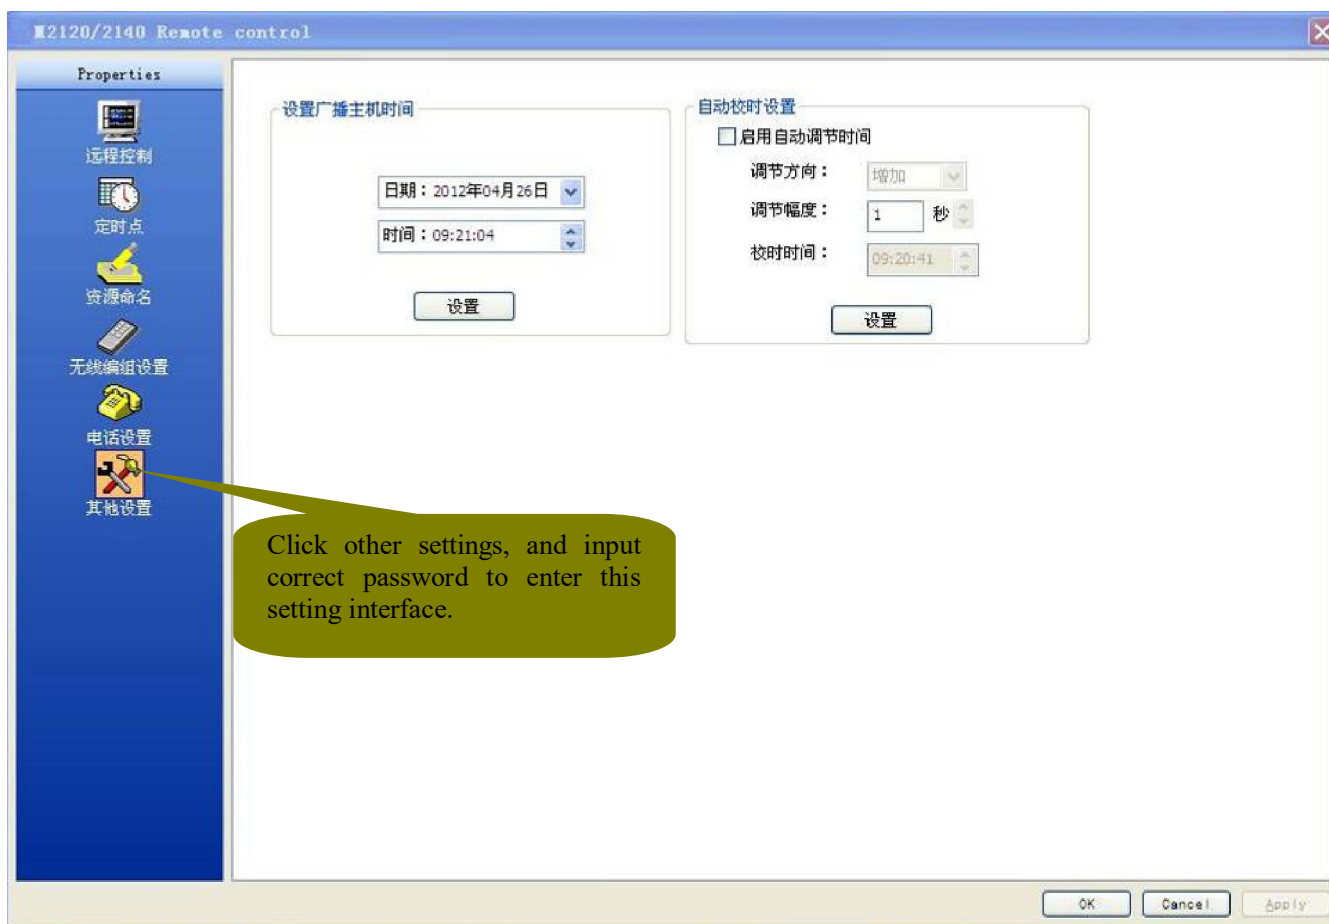 M2120/2140 Remote control
Properties
远程控制
定时点
资源命名
无线编组设置
电话设置
其他设置
设置广播主机时间
日期：2012年04月26日
时间：09:21:04
设置
自动校时设置
启用自动调节时间
调节方向： 增加
调节幅度： 1 秒
校时时间： 09:20:41
设置
Click other settings, and input
correct password to enter this
setting interface.
OK Cancel Apply